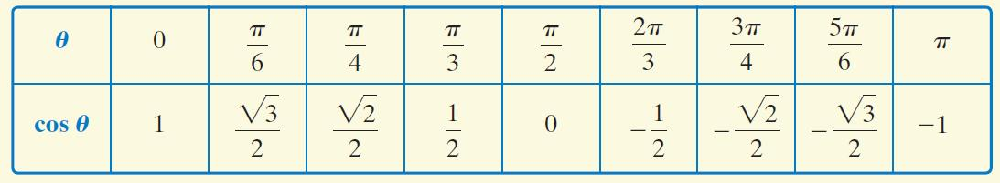 θ 0 π/6 π/4 π/3 π/2 2π/3 3π/4 5π/6 π
cos θ 1 √3/2 √2/2 1/2 0 -1/2 -√2/2 -√3/2 -1